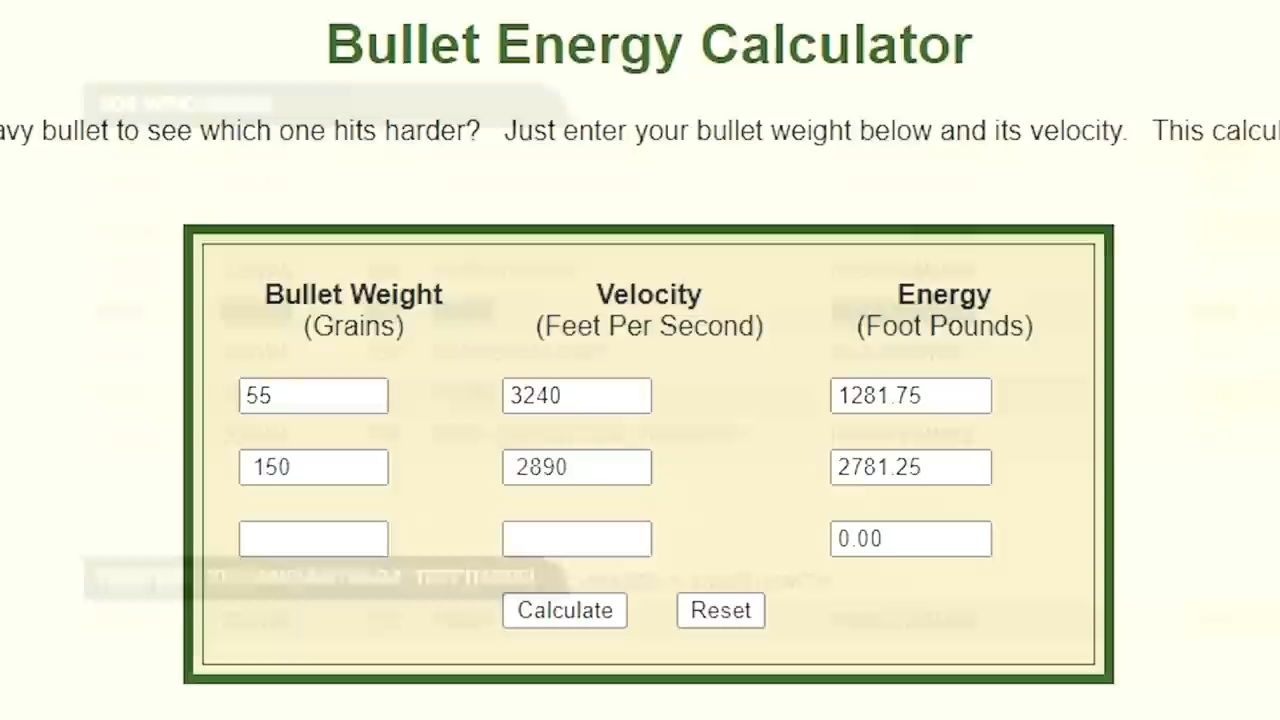 Bullet Energy Calculator
avy bullet to see which one hits harder? Just enter your bullet weight below and its velocity. This calcul
Bullet Weight Velocity Energy
(Grains) (Feet Per Second) (Foot Pounds)
55 3240 1281.75
150 2890 2781.25
0.00
Calculate Reset